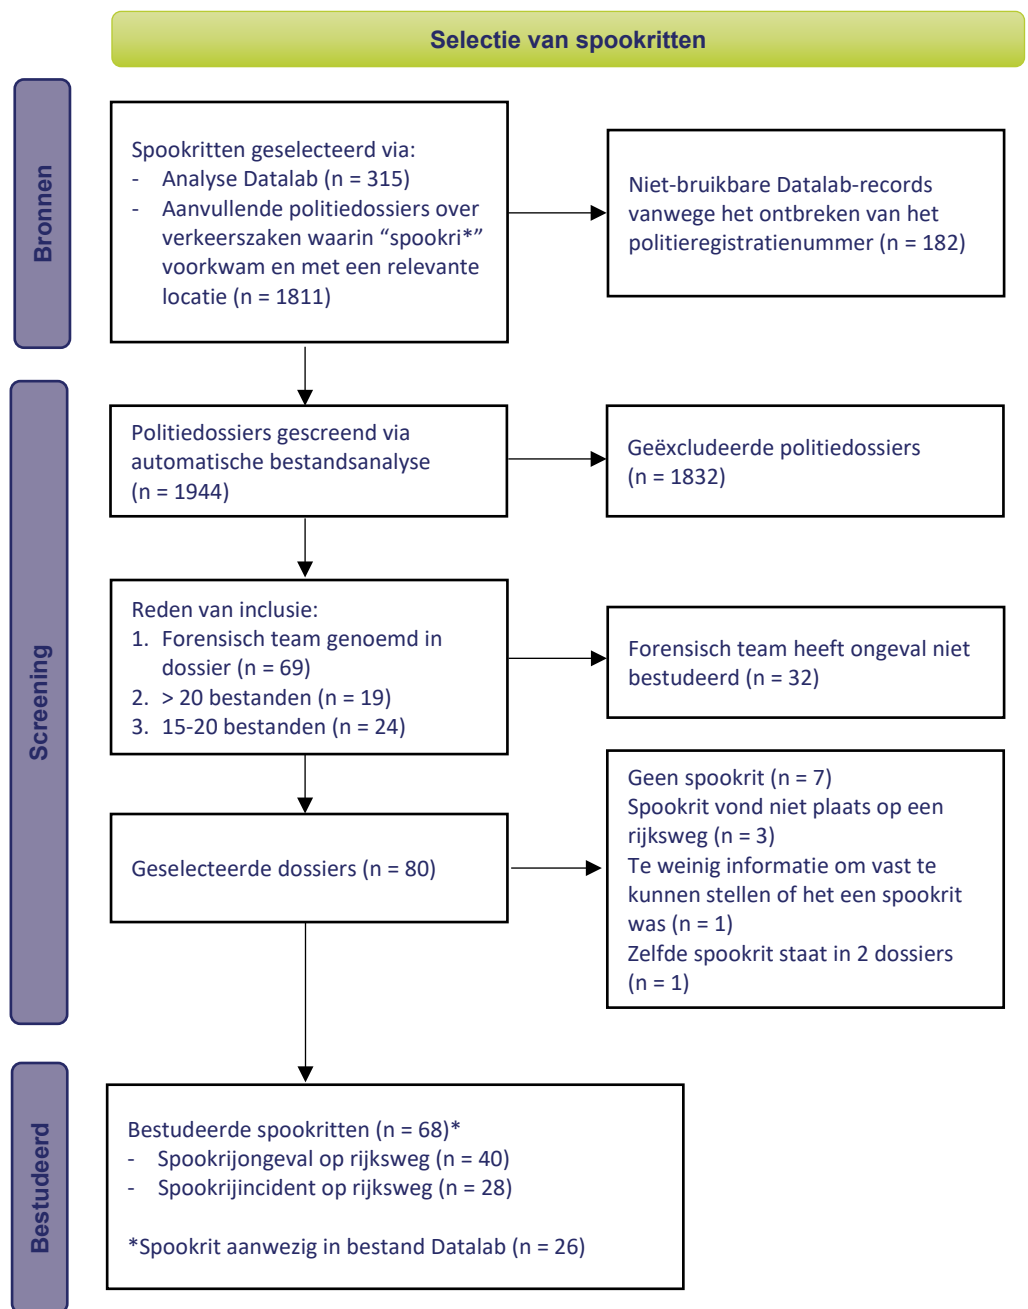 Selectie van spookritten
Bronnen
Spookritten geselecteerd via:
- Analyse Datalab (n = 315)
- Aanvullende politiedossiers over
verkeerszaken waarin “spookri*”
voorkwam en met een relevante
locatie (n = 1811)
Niet-bruikbare Datalab-records
vanwege het ontbreken van het
politieregistratienummer (n = 182)
Screening
Politiedossiers gescreend via
automatische bestandsanalyse
(n = 1944)
Geëxcludeerde politiedossiers
(n = 1832)
Reden van inclusie:
1. Forensisch team genoemd in
dossier (n = 69)
2. > 20 bestanden (n = 19)
3. 15-20 bestanden (n = 24)
Forensisch team heeft ongeval niet
bestudeerd (n = 32)
Geselecteerde dossiers (n = 80)
Geen spookrit (n = 7)
Spookrit vond niet plaats op een
rijksweg (n = 3)
Te weinig informatie om vast te
kunnen stellen of het een spookrit
was (n = 1)
Zelfde spookrit staat in 2 dossiers
(n = 1)
Bestudeerd
Bestudeerde spookritten (n = 68)*
- Spookrijongeval op rijksweg (n = 40)
- Spookrijincident op rijksweg (n = 28)
*Spookrit aanwezig in bestand Datalab (n = 26)